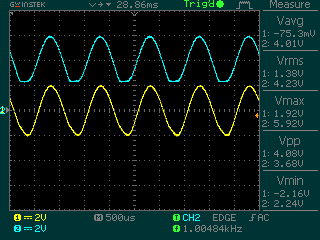 GWINSTEK 28.86ms Trig'd Measure
Vavg
1: -75.3mV
2: 4.01V
Vrms
1: 1.38V
2: 4.23V
Vmax
1: 1.92V
2: 5.92V
Vpp
1: 4.08V
2: 3.68V
Vmin
1: -2.16V
2: 2.24V
1 2V M 500us T CH2 EDGE AC
2 2V f 1.00484kHz